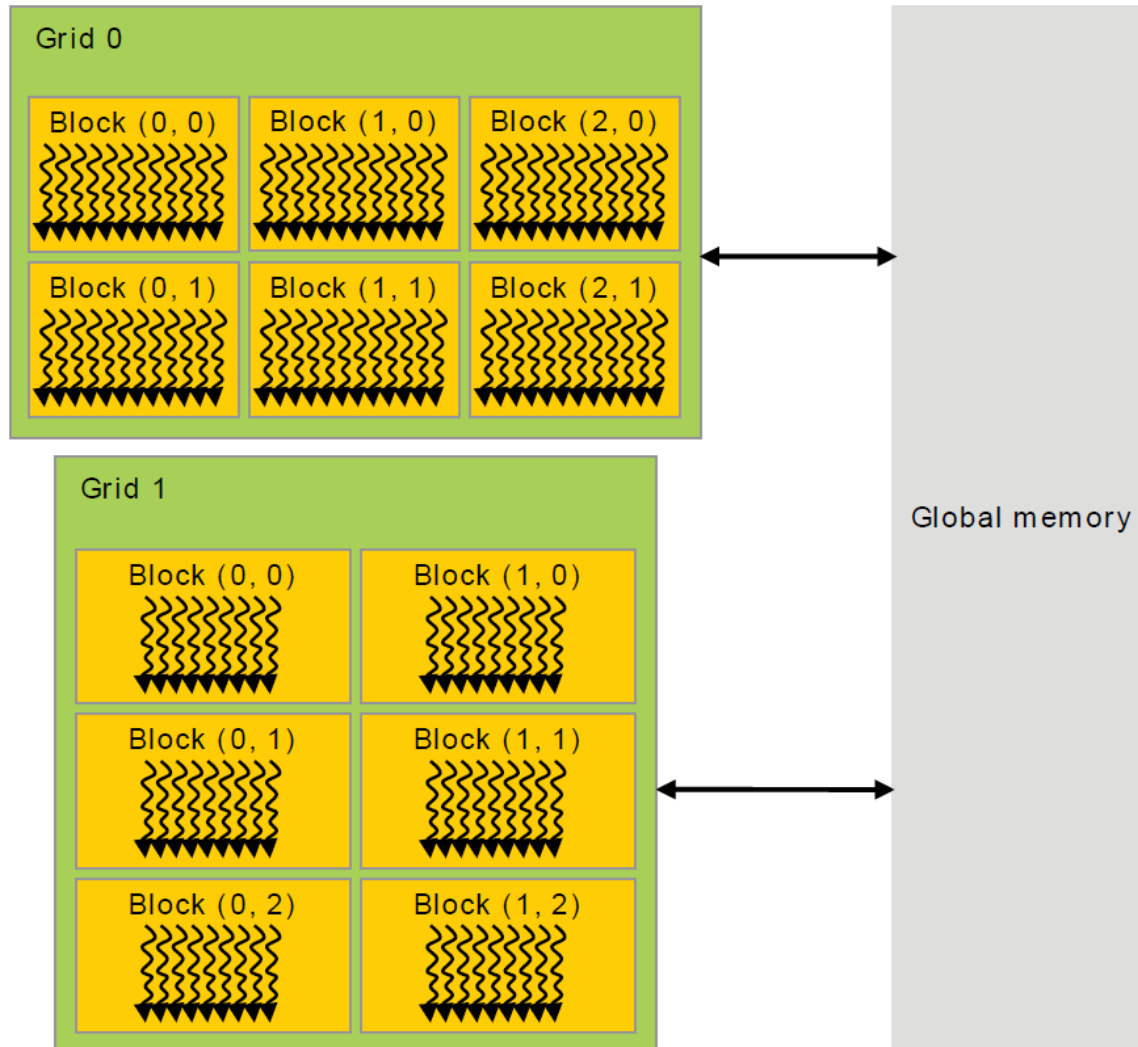 Grid 0
Block (0, 0)
Block (1, 0)
Block (2, 0)
Block (0, 1)
Block (1, 1)
Block (2, 1)
Grid 1
Block (0, 0)
Block (1, 0)
Block (0, 1)
Block (1, 1)
Block (0, 2)
Block (1, 2)
Global memory